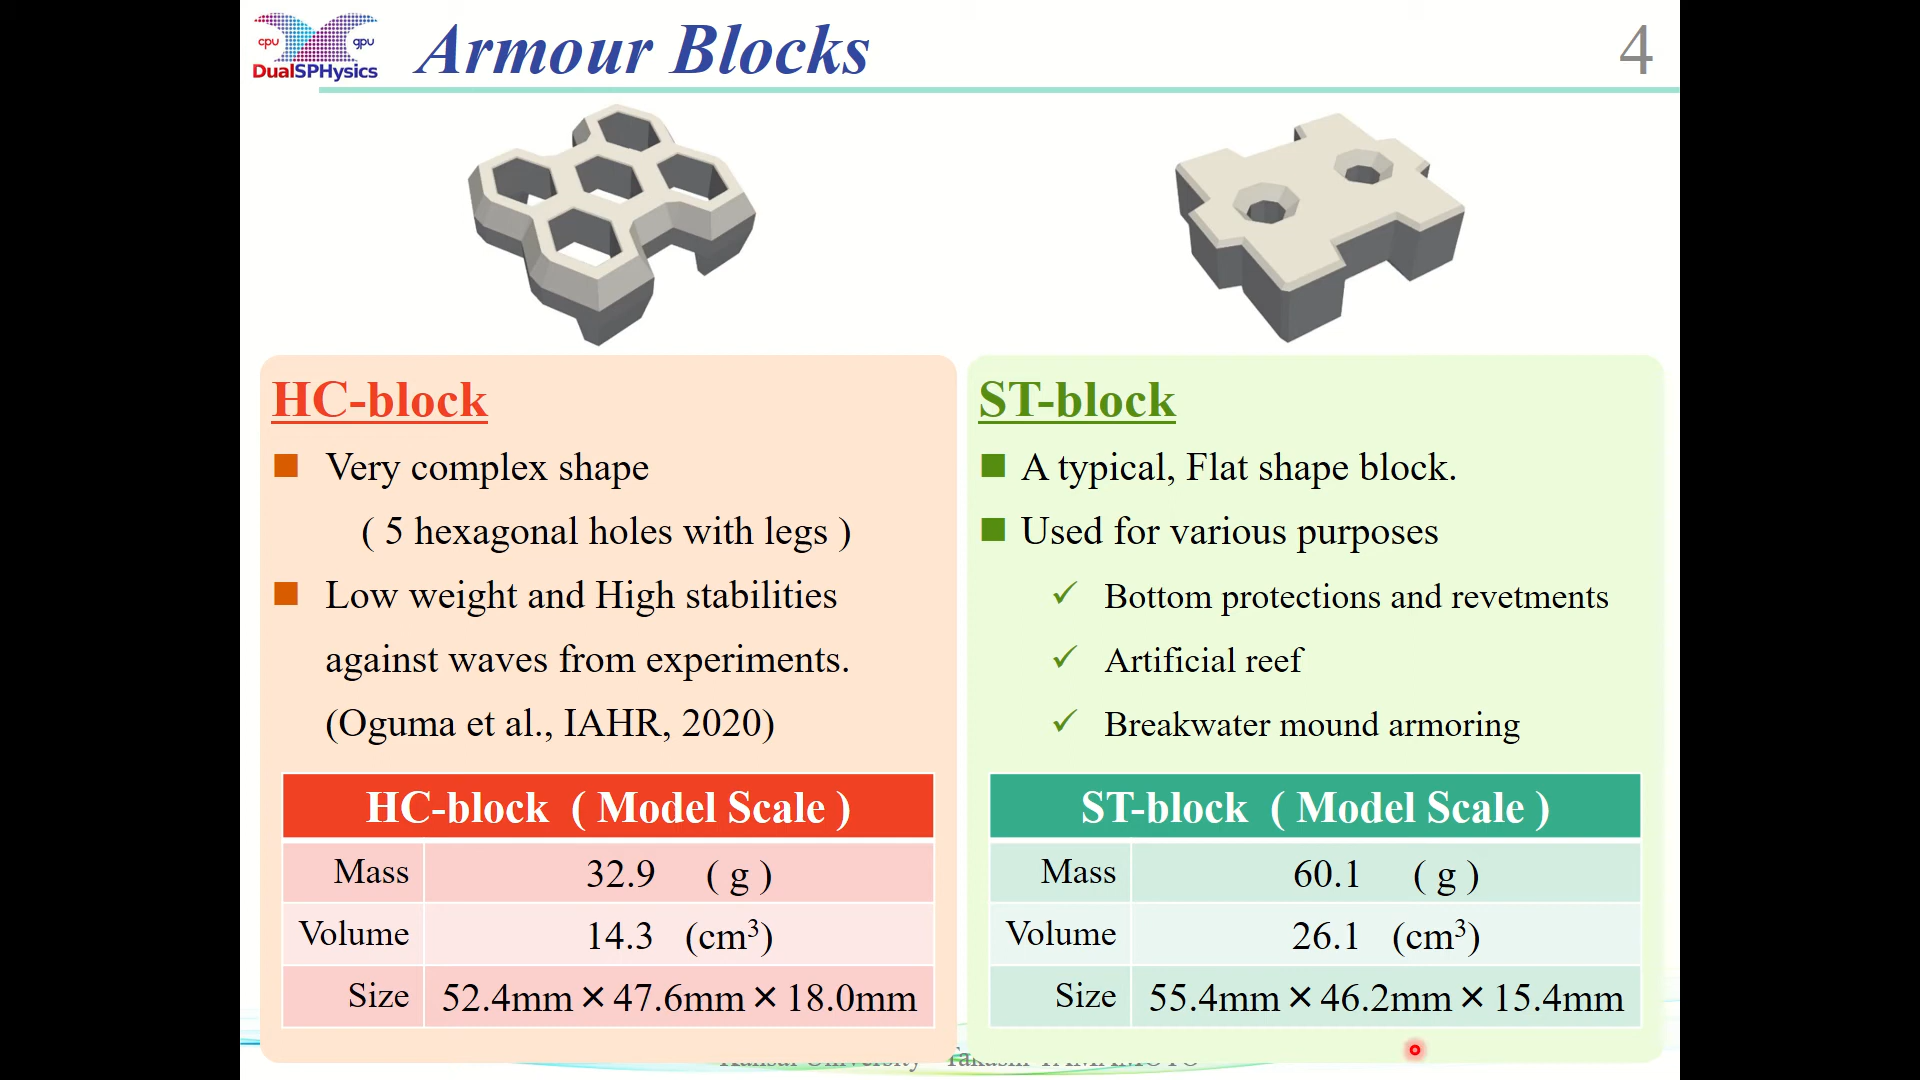 cpu gpu
DualSPHysics
Armour Blocks
4
HC-block
Very complex shape
( 5 hexagonal holes with legs )
Low weight and High stabilities
against waves from experiments.
(Oguma et al., IAHR, 2020)
HC-block ( Model Scale )
Mass 32.9 ( g )
Volume 14.3 (cm³)
Size 52.4mm × 47.6mm × 18.0mm
ST-block
A typical, Flat shape block.
Used for various purposes
✓ Bottom protections and revetments
✓ Artificial reef
✓ Breakwater mound armoring
ST-block ( Model Scale )
Mass 60.1 ( g )
Volume 26.1 (cm³)
Size 55.4mm × 46.2mm × 15.4mm